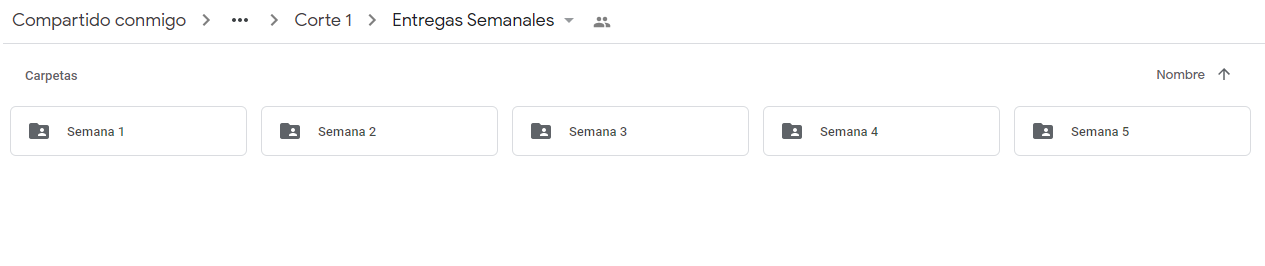 Compartido conmigo > ••• > Corte 1 > Entregas Semanales
Carpetas Nombre
Semana 1 Semana 2 Semana 3 Semana 4 Semana 5